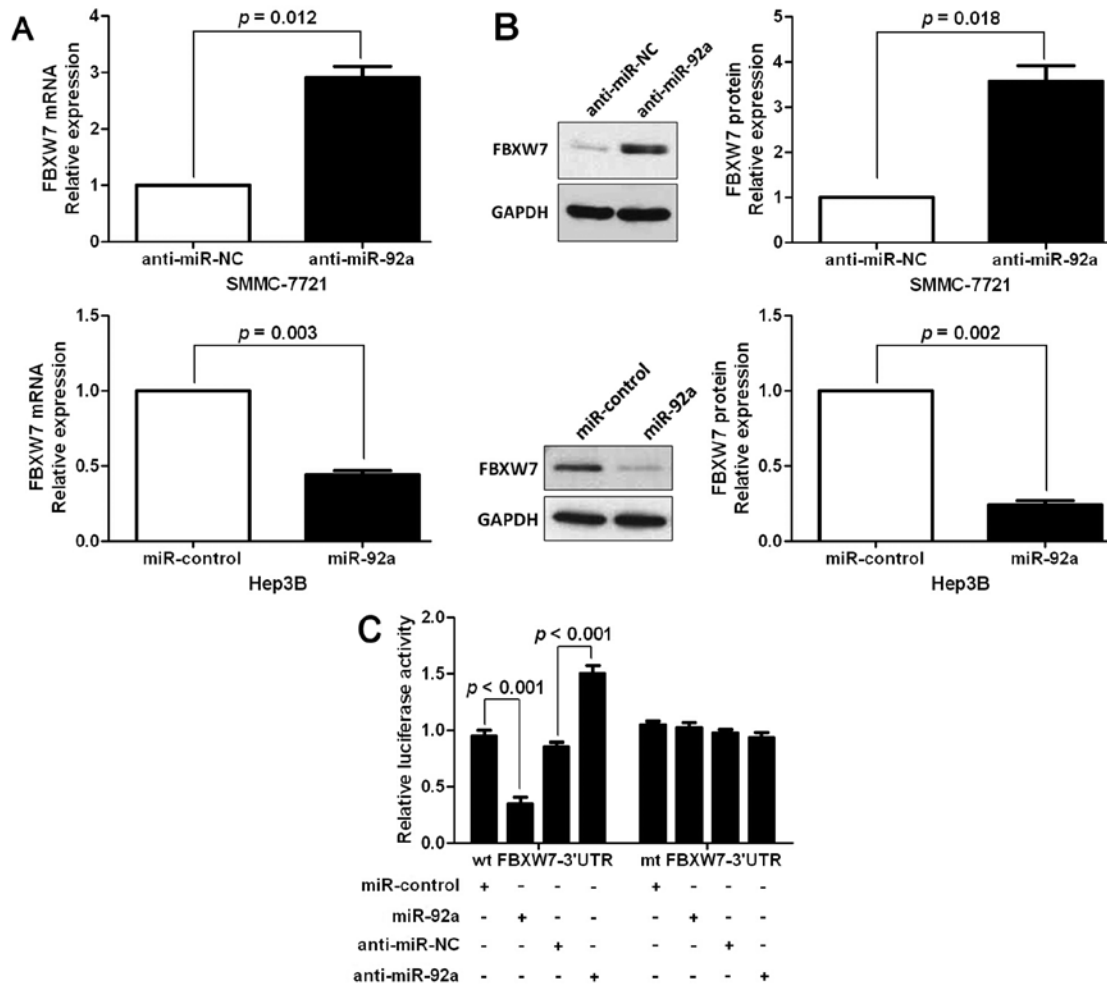 A
FBXW7 mRNA
Relative expression
4
3
2
1
0
p = 0.012
anti-miR-NC
anti-miR-92a
SMMC-7721
B
anti-miR-NC
anti-miR-92a
FBXW7
GAPDH
FBXW7 protein
Relative expression
5
4
3
2
1
0
p = 0.018
anti-miR-NC
anti-miR-92a
SMMC-7721
FBXW7 mRNA
Relative expression
1.5
1.0
0.5
0.0
p = 0.003
miR-control
miR-92a
Hep3B
miR-control
miR-92a
FBXW7
GAPDH
FBXW7 protein
Relative expression
1.5
1.0
0.5
0.0
p = 0.002
miR-control
miR-92a
Hep3B
C
Relative luciferase activity
2.0
1.5
1.0
0.5
0.0
p < 0.001
p < 0.001
wt FBXW7-3'UTR
mt FBXW7-3'UTR
miR-control + - - - + - - -
miR-92a - + - - - + - -
anti-miR-NC - - + - - - + -
anti-miR-92a - - - + - - - +